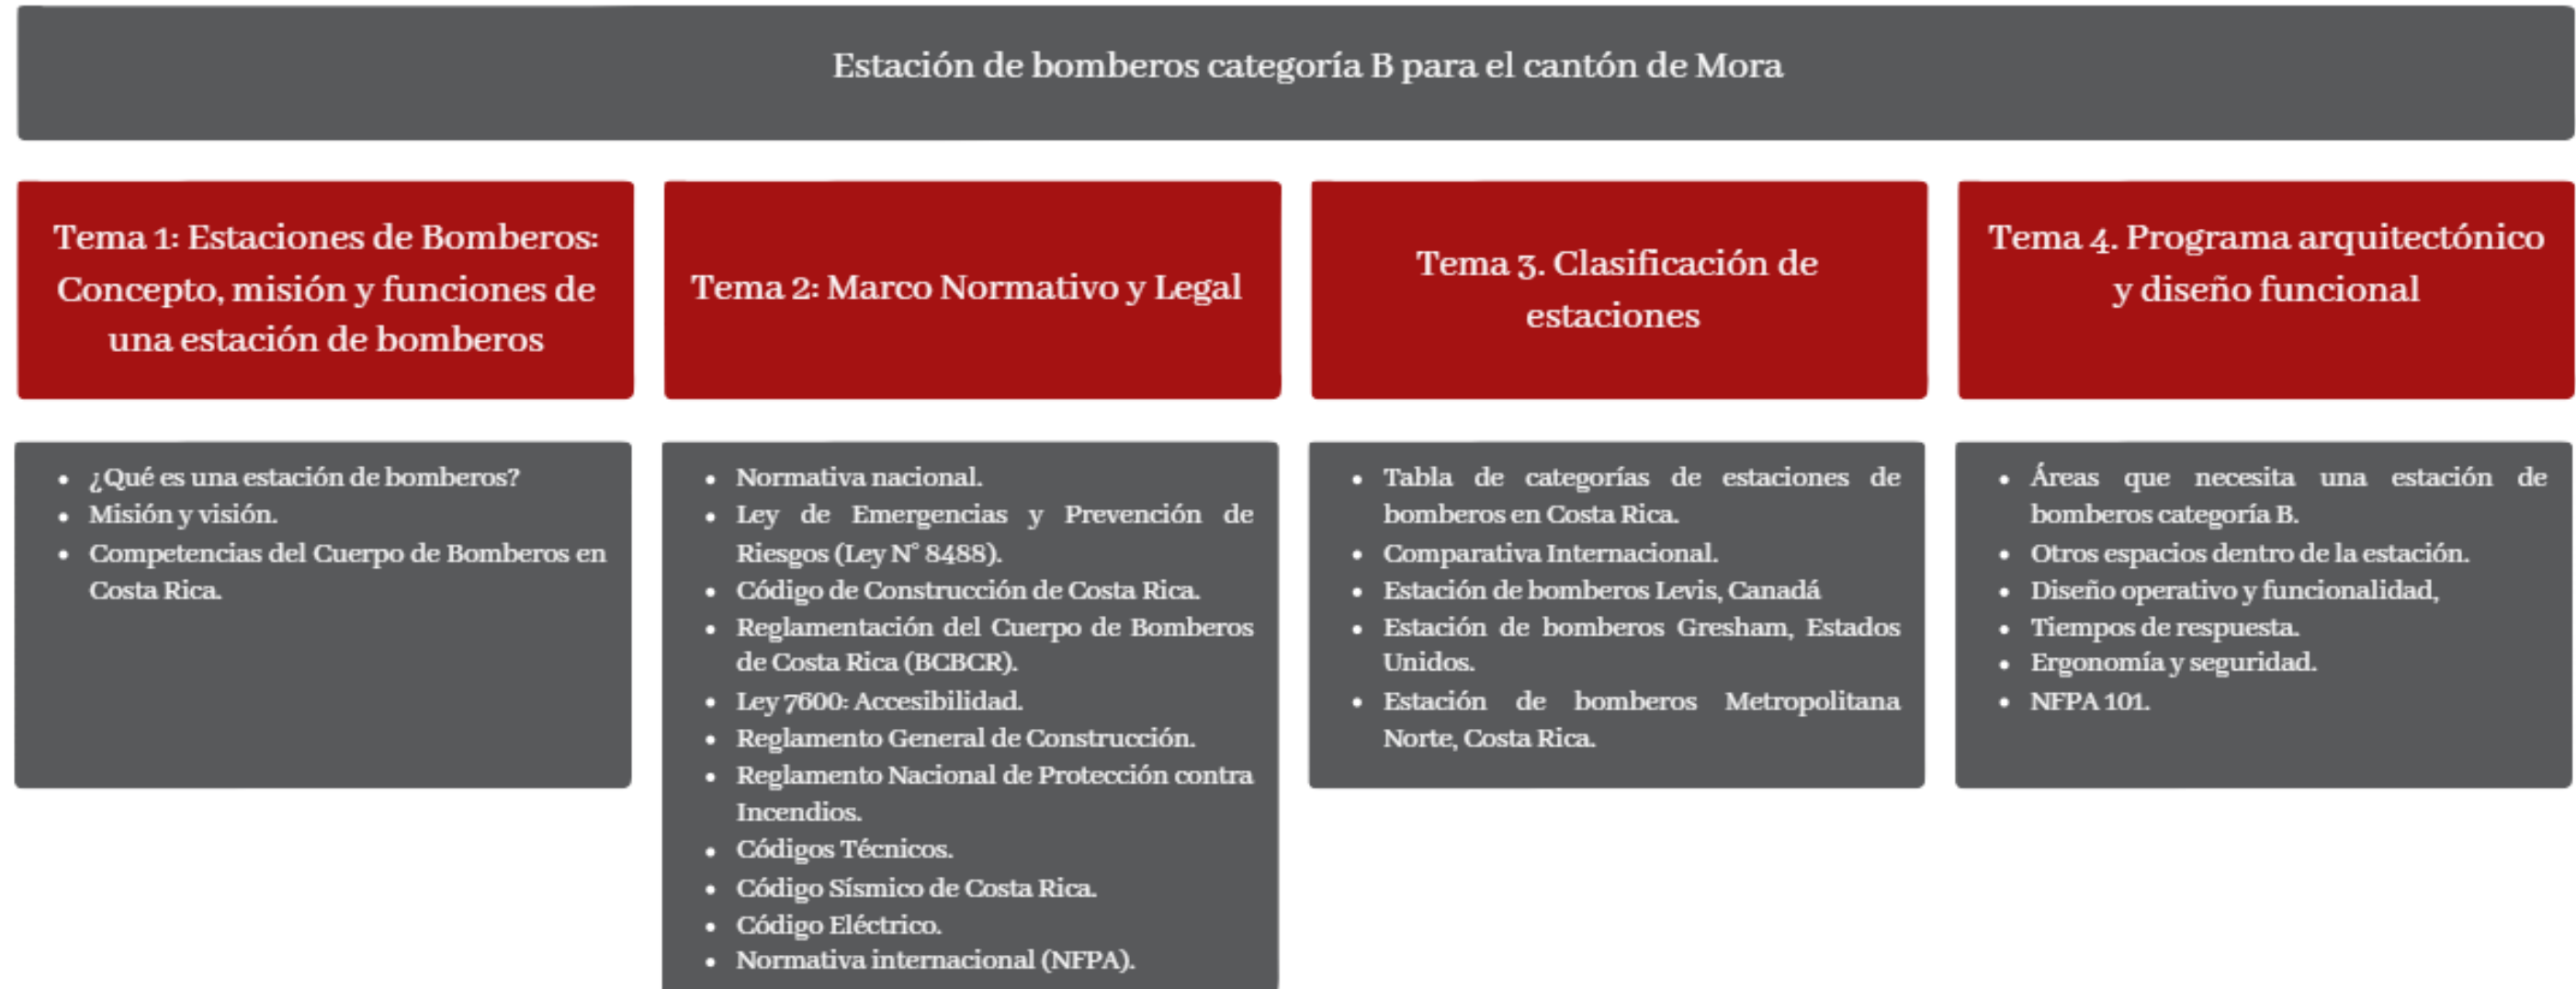 Estación de bomberos categoría B para el cantón de Mora
Tema 1: Estaciones de Bomberos:
Concepto, misión y funciones de
una estación de bomberos
Tema 2: Marco Normativo y Legal
Tema 3. Clasificación de
estaciones
Tema 4. Programa arquitectónico
y diseño funcional
• ¿Qué es una estación de bomberos?
• Misión y visión.
• Competencias del Cuerpo de Bomberos en
Costa Rica.
• Normativa nacional.
• Ley de Emergencias y Prevención de
Riesgos (Ley N° 8488).
• Código de Construcción de Costa Rica.
• Reglamentación del Cuerpo de Bomberos
de Costa Rica (BCBCR).
• Ley 7600: Accesibilidad.
• Reglamento General de Construcción.
• Reglamento Nacional de Protección contra
Incendios.
• Códigos Técnicos.
• Código Sísmico de Costa Rica.
• Código Eléctrico.
• Normativa internacional (NFPA).
• Tabla de categorías de estaciones de
bomberos en Costa Rica.
• Comparativa Internacional.
• Estación de bomberos Levis, Canadá
• Estación de bomberos Gresham, Estados
Unidos.
• Estación de bomberos Metropolitana
Norte, Costa Rica.
• Áreas que necesita una estación de
bomberos categoría B.
• Otros espacios dentro de la estación.
• Diseño operativo y funcionalidad,
• Tiempos de respuesta.
• Ergonomía y seguridad.
• NFPA 101.